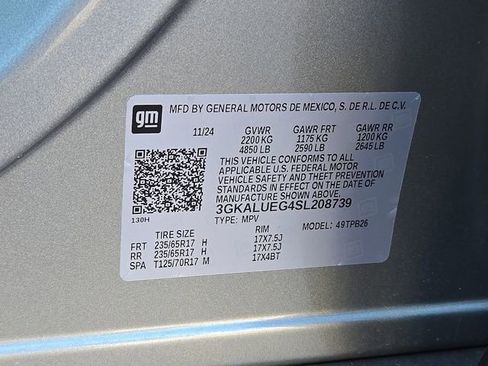 gm MFD BY GENERAL MOTORS DE MEXICO, S. DE R.L. DE C.V.
11/24 GVWR GAWR FRT GAWR RR
2200 KG 1175 KG 1200 KG
4850 LB 2590 LB 2645 LB
THIS VEHICLE CONFORMS TO ALL
APPLICABLE U.S. FEDERAL MOTOR
VEHICLE SAFETY AND THEFT PREVENTION
STANDARDS IN EFFECT ON THE DATE OF
MANUFACTURE SHOWN ABOVE.
3GKALUEG4SL208739
130H TYPE: MPV MODEL: 49TPB26
TIRE SIZE RIM
FRT 235/65R17 H 17X7.5J
RR 235/65R17 H 17X7.5J
SPA T125/70R17 M 17X4BT